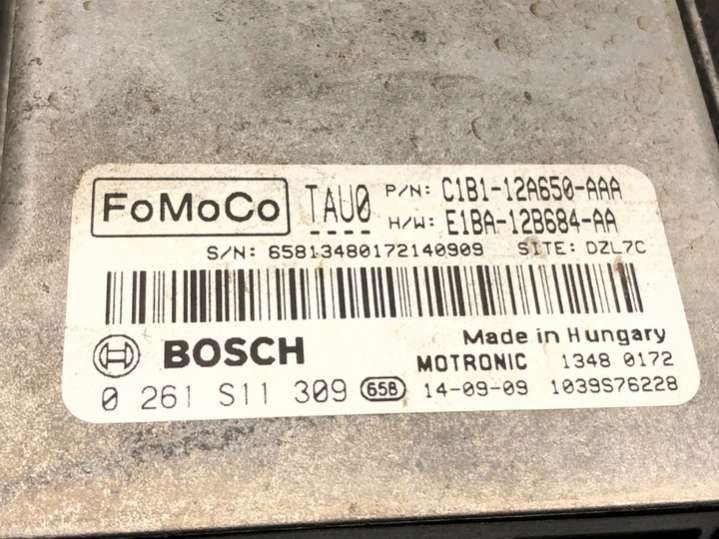 FoMoCo TAU0 P/N: C1B1-12A650-AAA
H/W: E1BA-12B684-AA
S/N: 65813480172140909 SITE: DZL7C
Made in Hungary
BOSCH MOTRONIC 1348 0172
0 261 S11 309 65B 14-09-09 1039S76228